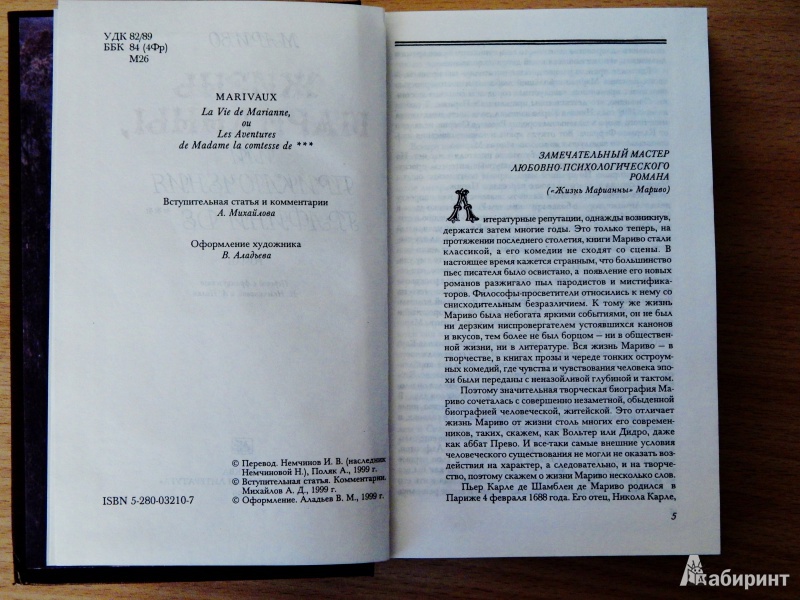 УДК 82/89
ББК 84 (4Фр)
М26
MARIVAUX
La Vie de Marianne,
ou
Les Aventures
de Madame la comtesse de ***
Вступительная статья и комментарии
А. Михайлова
Оформление художника
В. Аладьева
© Перевод. Немчинов И. В. (наследник
Немчиновой Н.), Поляк А., 1999 г.
© Вступительная статья. Комментарии.
Михайлов А. Д., 1999 г.
© Оформление. Аладьев В. М., 1999 г.
ISBN 5-280-03210-7
ЗАМЕЧАТЕЛЬНЫЙ МАСТЕР
ЛЮБОВНО-ПСИХОЛОГИЧЕСКОГО
РОМАНА
(«Жизнь Марианны» Мариво)
Литературные репутации, однажды возникнув,
держатся затем многие годы. Это только теперь, на
протяжении последнего столетия, книги Мариво стали
классикой, а его комедии не сходят со сцены. В
настоящее время кажется странным, что большинство
пьес писателя было освистано, а появление его новых
романов разжигало пыл пародистов и мистифика-
торов. Философы-просветители относились к нему со
снисходительным безразличием. К тому же жизнь
Мариво была небогата яркими событиями, он не был
ни дерзким ниспровергателем устоявшихся канонов
и вкусов, тем более не был борцом – ни в обществен-
ной жизни, ни в литературе. Вся жизнь Мариво – в
творчестве, в книгах прозы и череде тонких остроум-
ных комедий, где чувства и чувствования человека эпо-
хи были переданы с неназойливой глубиной и тактом.
Поэтому значительная творческая биография Ма-
риво сочеталась с совершенно незаметной, обыденной
биографией человеческой, житейской. Это отличает
жизнь Мариво от жизни столь многих его современ-
ников, таких, скажем, как Вольтер или Дидро, даже
как аббат Прево. И все-таки самые внешние условия
человеческого существования не могли не оказать воз-
действия на характер, а следовательно, и на творчес-
тво, поэтому скажем о жизни Мариво несколько слов.
Пьер Карле де Шамблен де Мариво родился в
Париже 4 февраля 1688 года. Его отец, Никола Карле,
5
Лабиринт